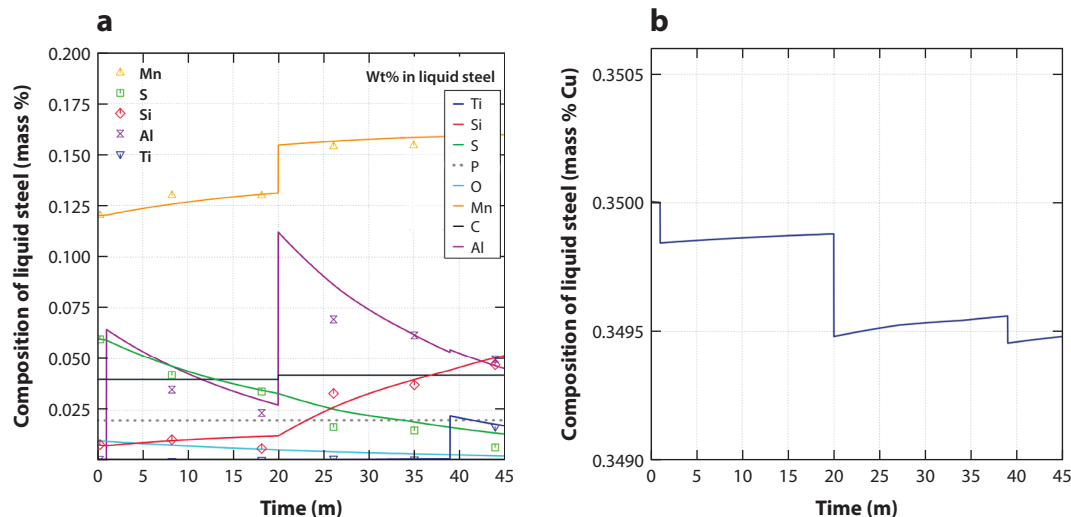 a
Composition of liquid steel (mass %)
0.200
0.175
0.150
0.125
0.100
0.075
0.050
0.025
Mn
S
Si
Al
Ti
Wt% in liquid steel
Ti
Si
S
P
O
Mn
C
Al
0 5 10 15 20 25 30 35 40 45
Time (m)
b
Composition of liquid steel (mass % Cu)
0.3505
0.3500
0.3495
0.3490
0 5 10 15 20 25 30 35 40 45
Time (m)